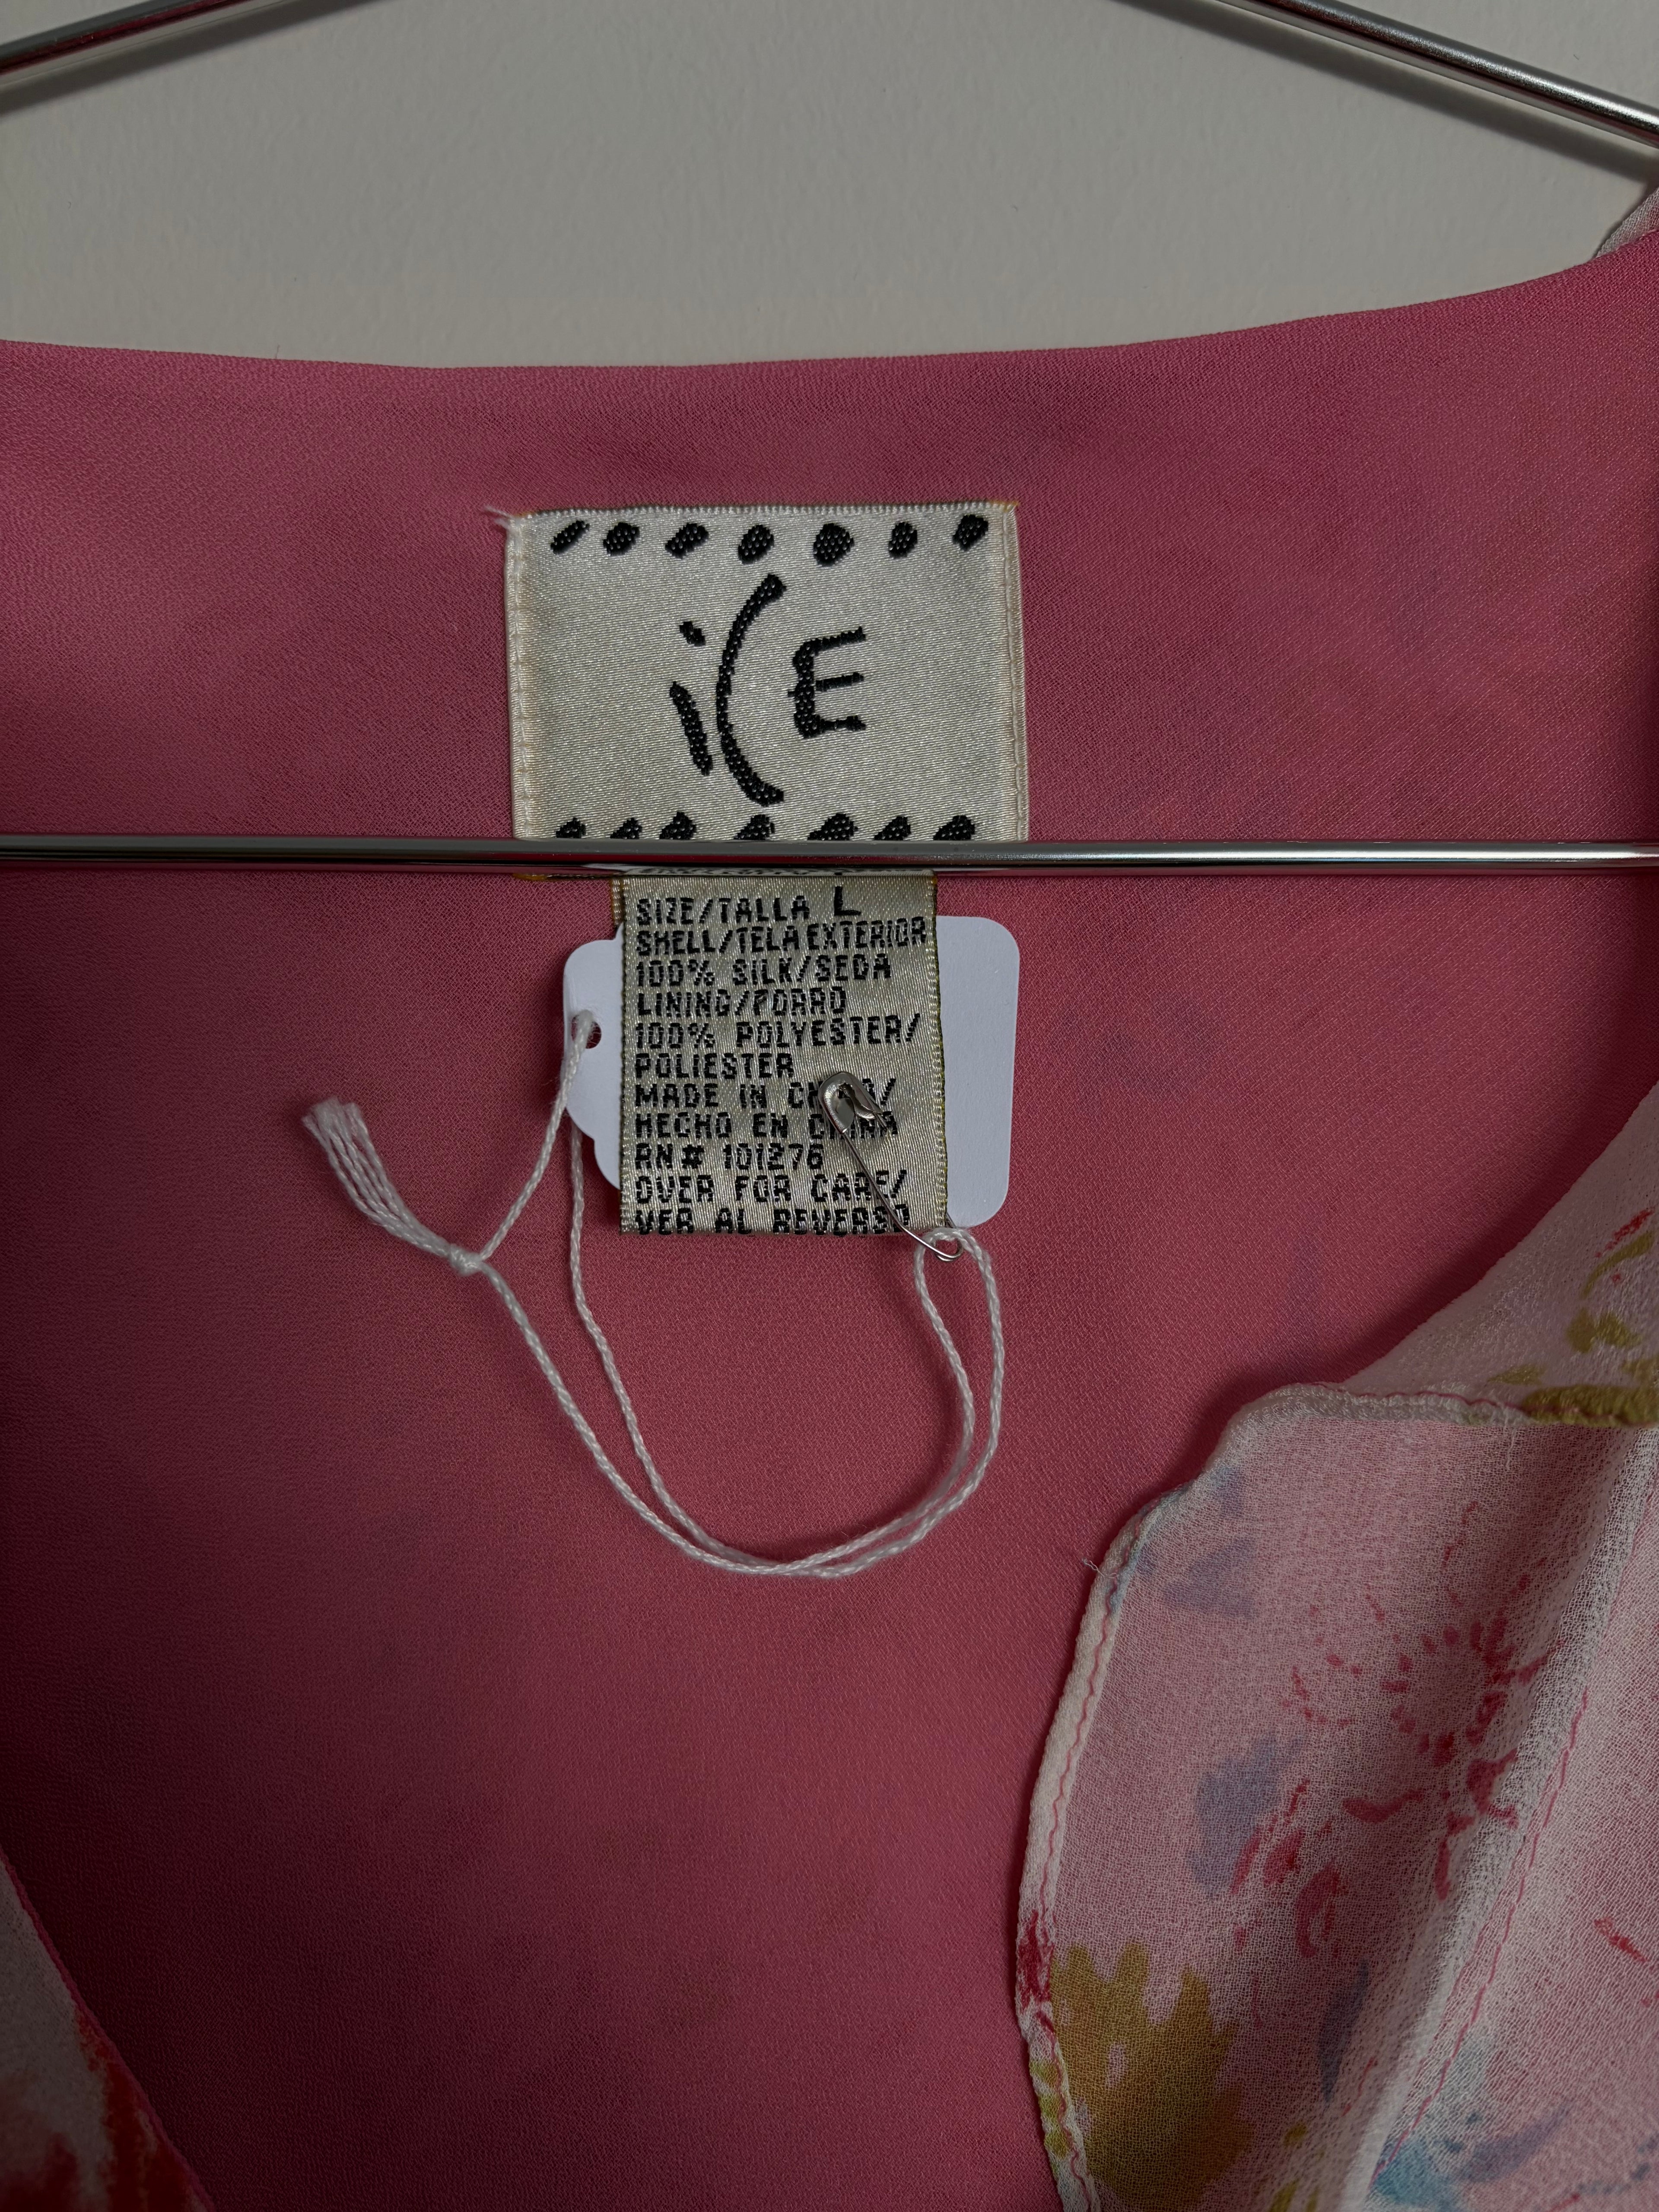 iCE
SIZE/TALLA L
SHELL/TELA EXTERIOR
100% SILK/SEDA
LINING/FORRO
100% POLYESTER/
POLIESTER
MADE IN CHINA/
HECHO EN CHINA
RN# 101276
OVER FOR CARE/
VER AL REVERSO